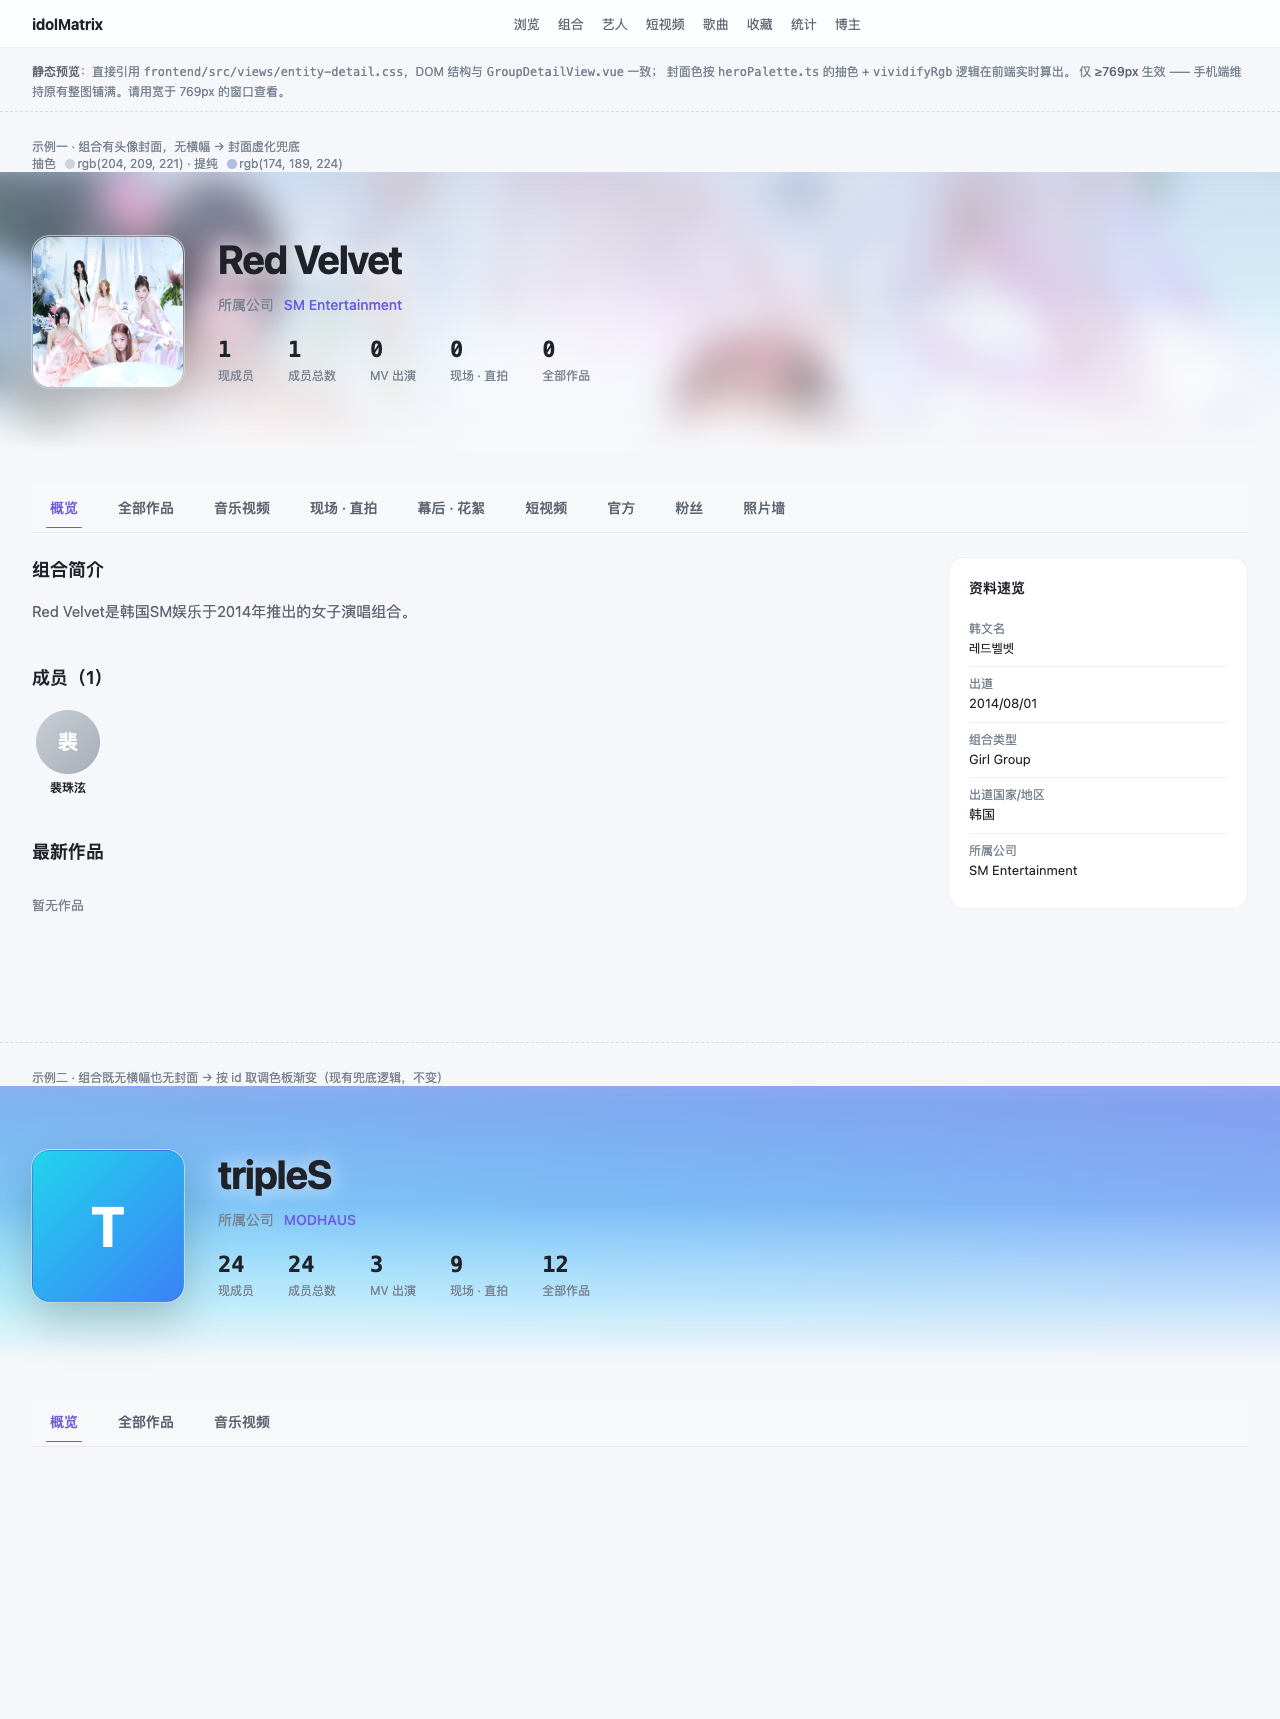 idolMatrix
浏览 组合 艺人 短视频 歌曲 收藏 统计 博主
静态预览：直接引用 frontend/src/views/entity-detail.css，DOM 结构与 GroupDetailView.vue 一致； 封面色按 heroPalette.ts 的抽色 + vividifyRgb 逻辑在前端实时算出。 仅 ≥769px 生效 —— 手机端维
持原有整图铺满。请用宽于 769px 的窗口查看。
示例一 · 组合有头像封面，无横幅 → 封面虚化兜底
抽色 rgb(204, 209, 221) · 提纯 rgb(174, 189, 224)
Red Velvet
所属公司 SM Entertainment
1 1 0 0 0
现成员 成员总数 MV 出演 现场 · 直拍 全部作品
概览 全部作品 音乐视频 现场 · 直拍 幕后 · 花絮 短视频 官方 粉丝 照片墙
组合简介
Red Velvet是韩国SM娱乐于2014年推出的女子演唱组合。
成员（1）
裴
裴珠泫
最新作品
暂无作品
资料速览
韩文名
레드벨벳
出道
2014/08/01
组合类型
Girl Group
出道国家/地区
韩国
所属公司
SM Entertainment
示例二 · 组合既无横幅也无封面 → 按 id 取调色板渐变（现有兜底逻辑，不变）
T
tripleS
所属公司 MODHAUS
24 24 3 9 12
现成员 成员总数 MV 出演 现场 · 直拍 全部作品
概览 全部作品 音乐视频